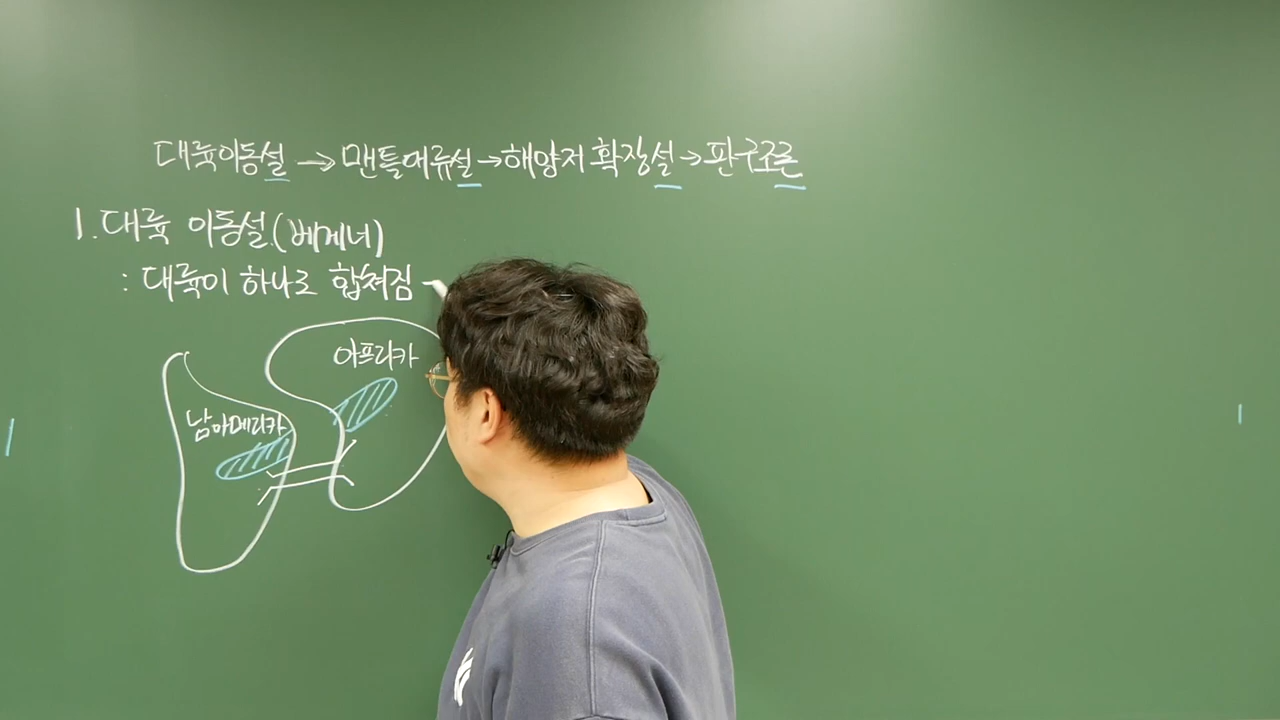 대륙이동설 → 맨틀대류설 → 해양저 확장설 → 판구조론
1. 대륙 이동설.(베게너)
: 대륙이 하나로 합쳐짐
아프리카
남아메리카